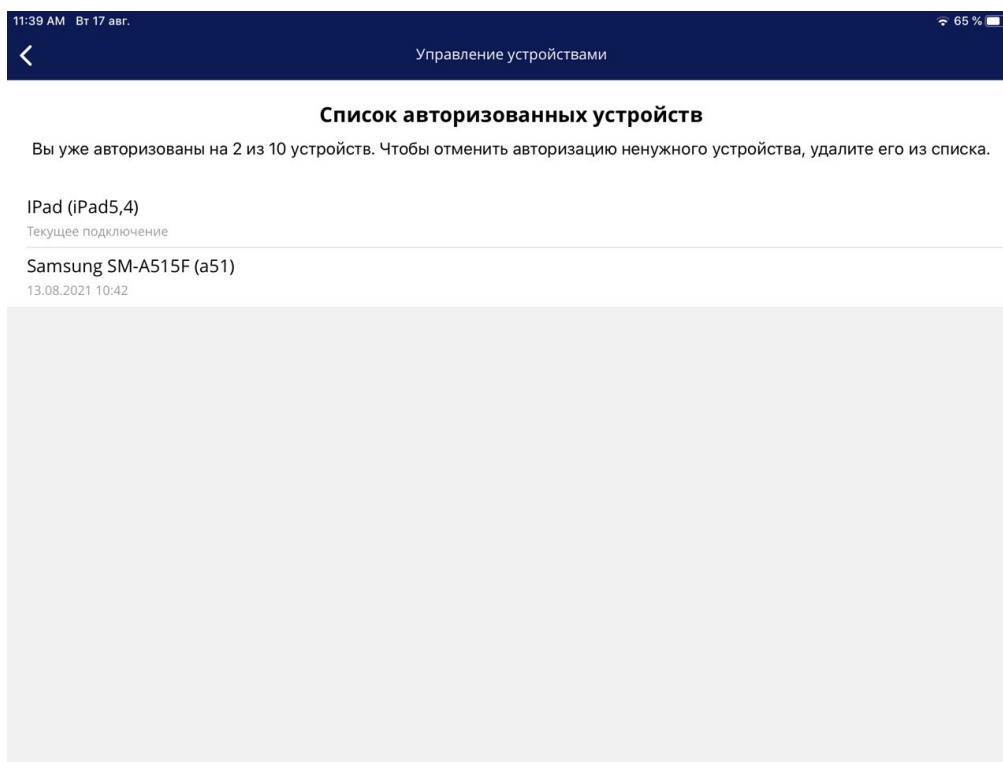 11:39 AM Вт 17 авг. 65 %
Управление устройствами
Список авторизованных устройств
Вы уже авторизованы на 2 из 10 устройств. Чтобы отменить авторизацию ненужного устройства, удалите его из списка.
IPad (iPad5,4)
Текущее подключение
Samsung SM-A515F (a51)
13.08.2021 10:42